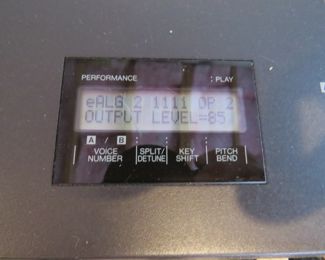 PERFORMANCE : PLAY
eALG 2 1111 OP 2
OUTPUT LEVEL=85
A / B
VOICE NUMBER SPLIT/ DETUNE KEY SHIFT PITCH BEND